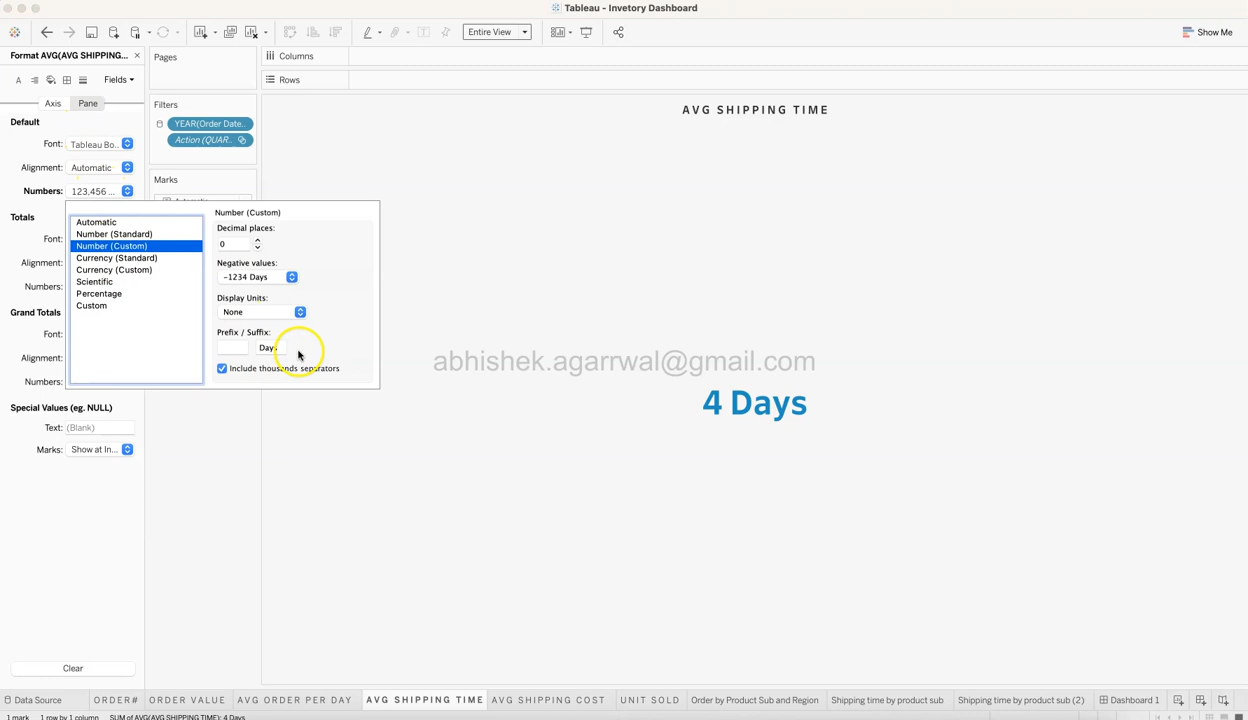 Tableau - Invetory Dashboard
Entire View
Show Me
Format AVG(AVG SHIPPING... ×
Fields
Axis
Pane
Default
Font: Tableau Bo..
Alignment: Automatic
Numbers: 123,456 ...
Totals
Font:
Alignment:
Numbers:
Grand Totals
Font:
Alignment:
Numbers:
Special Values (eg. NULL)
Text: (Blank)
Marks: Show at In...
Clear
Pages
Filters
YEAR(Order Date..
Action (QUAR..
Marks
Columns
Rows
AVG SHIPPING TIME
Automatic
Number (Standard)
Number (Custom)
Currency (Standard)
Currency (Custom)
Scientific
Percentage
Custom
Number (Custom)
Decimal places:
0
Negative values:
-1234 Days
Display Units:
None
Prefix / Suffix:
Days
Include thousands separators
abhishek.agarrwal@gmail.com
4 Days
Data Source
ORDER#
ORDER VALUE
AVG ORDER PER DAY
AVG SHIPPING TIME
AVG SHIPPING COST
UNIT SOLD
Order by Product Sub and Region
Shipping time by product sub
Shipping time by product sub (2)
Dashboard 1
1 mark 1 row by 1 column SUM of AVG(AVG SHIPPING TIME): 4 Days